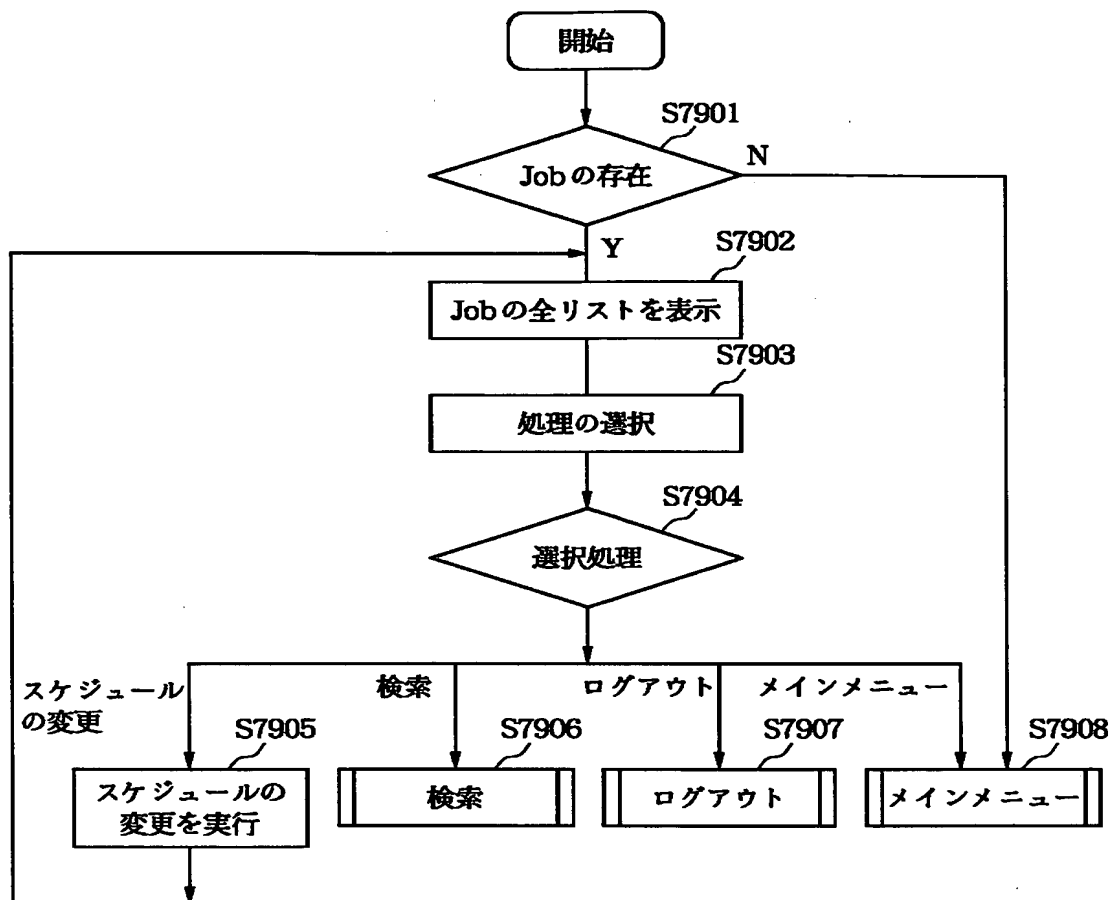 開始
S7901
Jobの存在
N
Y
S7902
Jobの全リストを表示
S7903
処理の選択
S7904
選択処理
スケジュール
の変更
検索
ログアウト
メインメニュー
S7905
S7906
S7907
S7908
スケジュールの
変更を実行
検索
ログアウト
メインメニュー